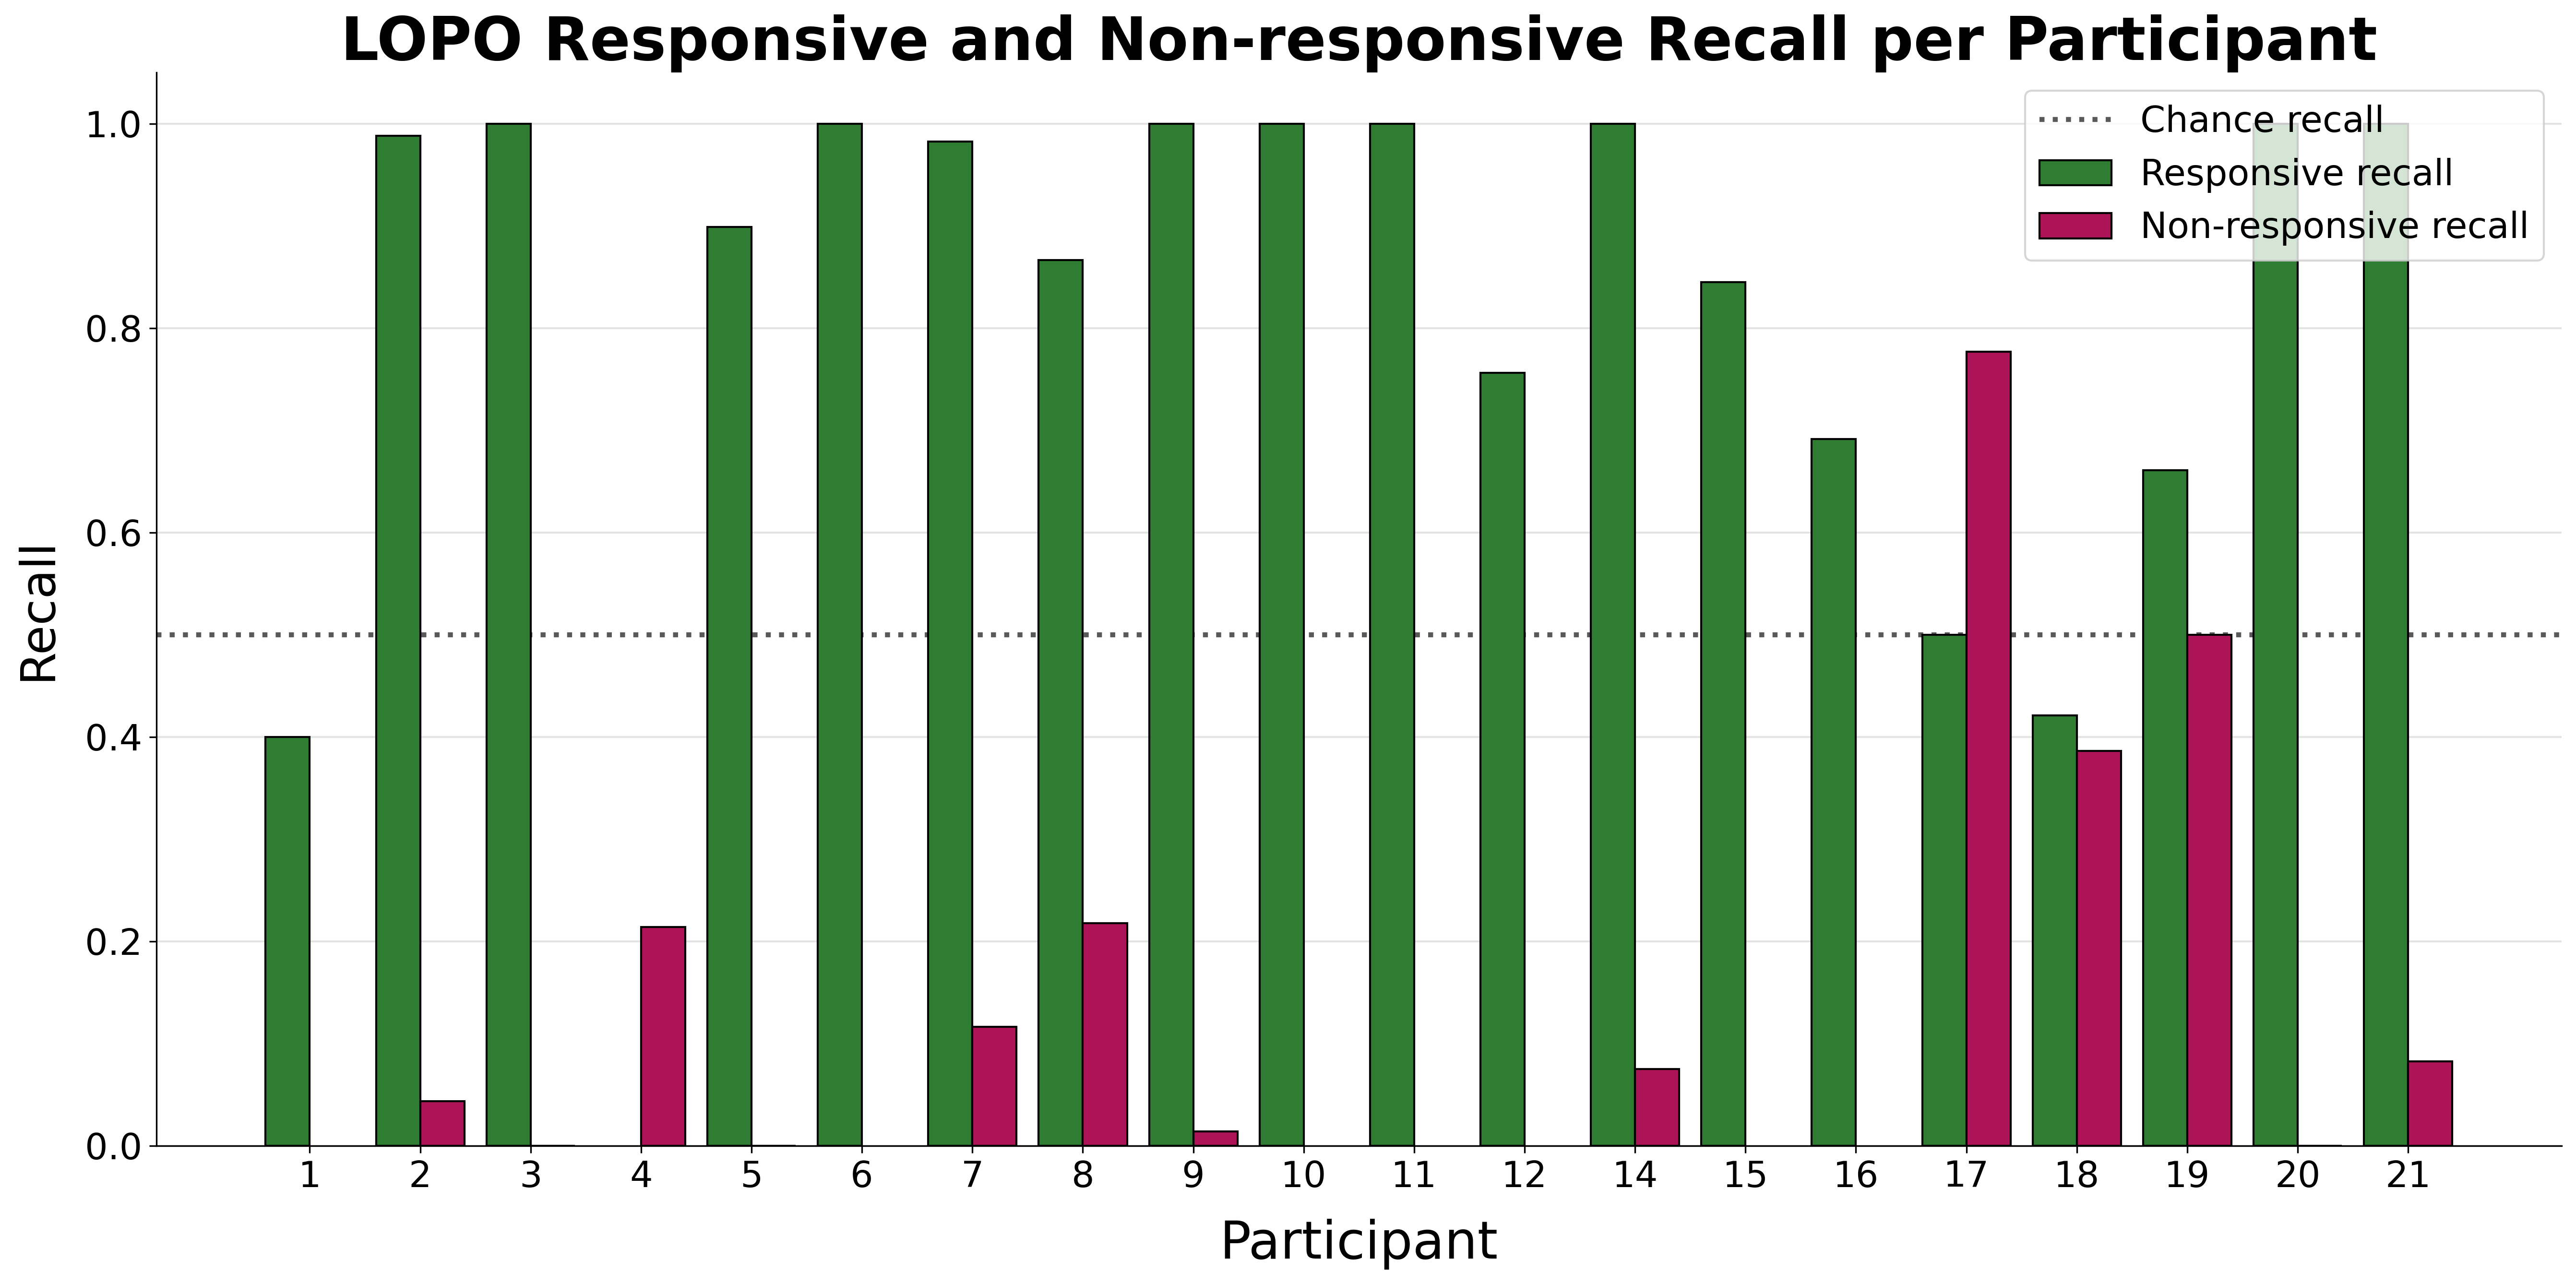 LOPO Responsive and Non-responsive Recall per Participant
Chance recall
Responsive recall
Non-responsive recall
Recall
1.0
0.8
0.6
0.4
0.2
0.0
1 2 3 4 5 6 7 8 9 10 11 12 14 15 16 17 18 19 20 21
Participant